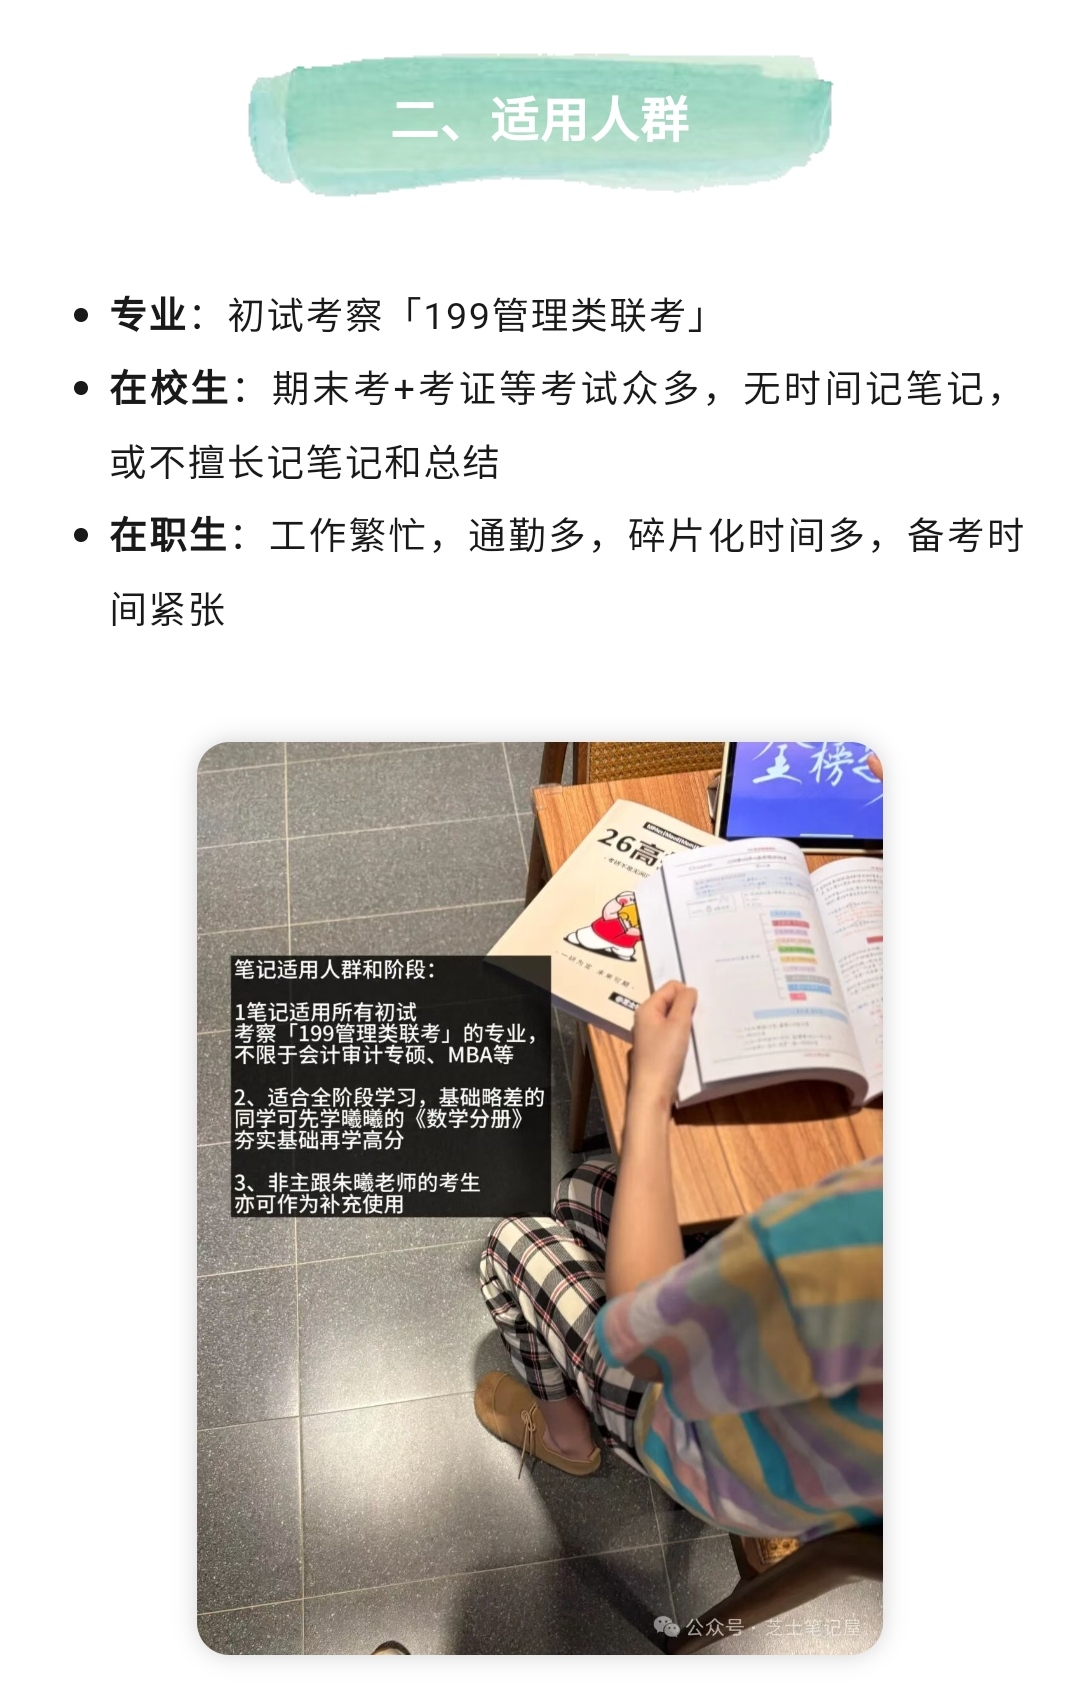 二、适用人群
专业：初试考察「199管理类联考」
在校生：期末考+考证等考试众多，无时间记笔记，
或不擅长记笔记和总结
在职生：工作繁忙，通勤多，碎片化时间多，备考时
间紧张
金榜
26高
笔记适用人群和阶段：
1笔记适用所有初试
考察「199管理类联考」的专业，
不限于会计审计专硕、MBA等
2、适合全阶段学习，基础略差的
同学可先学曦曦的《数学分册》
夯实基础再学高分
3、非主跟朱曦老师的考生
亦可作为补充使用
公众号·芝士笔记屋